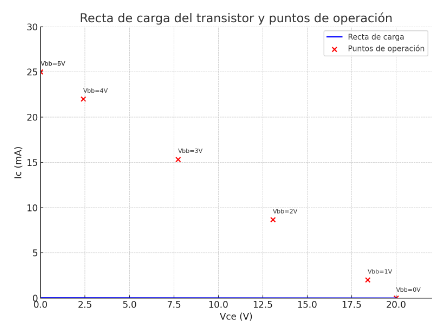 Recta de carga del transistor y puntos de operación
Recta de carga
Puntos de operación
30
25
20
15
10
5
0
Ic (mA)
Vbb=5V
Vbb=4V
Vbb=3V
Vbb=2V
Vbb=1V
Vbb=0V
0.0 2.5 5.0 7.5 10.0 12.5 15.0 17.5 20.0
Vce (V)